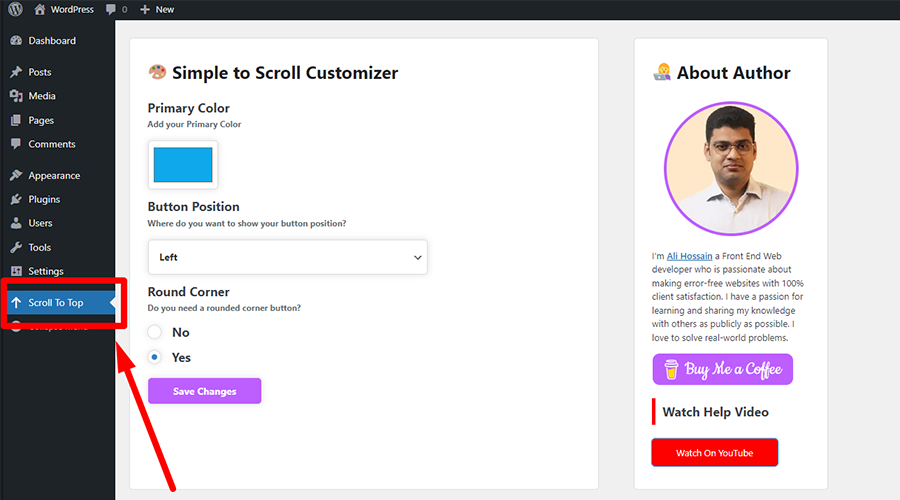 WordPress 0 New
Dashboard
Posts
Media
Pages
Comments
Appearance
Plugins
Users
Tools
Settings
Scroll To Top
Simple to Scroll Customizer
Primary Color
Add your Primary Color
Button Position
Where do you want to show your button position?
Left
Round Corner
Do you need a rounded corner button?
No
Yes
Save Changes
About Author
I'm Ali Hossain a Front End Web
developer who is passionate about
making error-free websites with 100%
client satisfaction. I have a passion for
learning and sharing my knowledge
with others as publicly as possible. I
love to solve real-world problems.
Buy Me a Coffee
Watch Help Video
Watch On YouTube